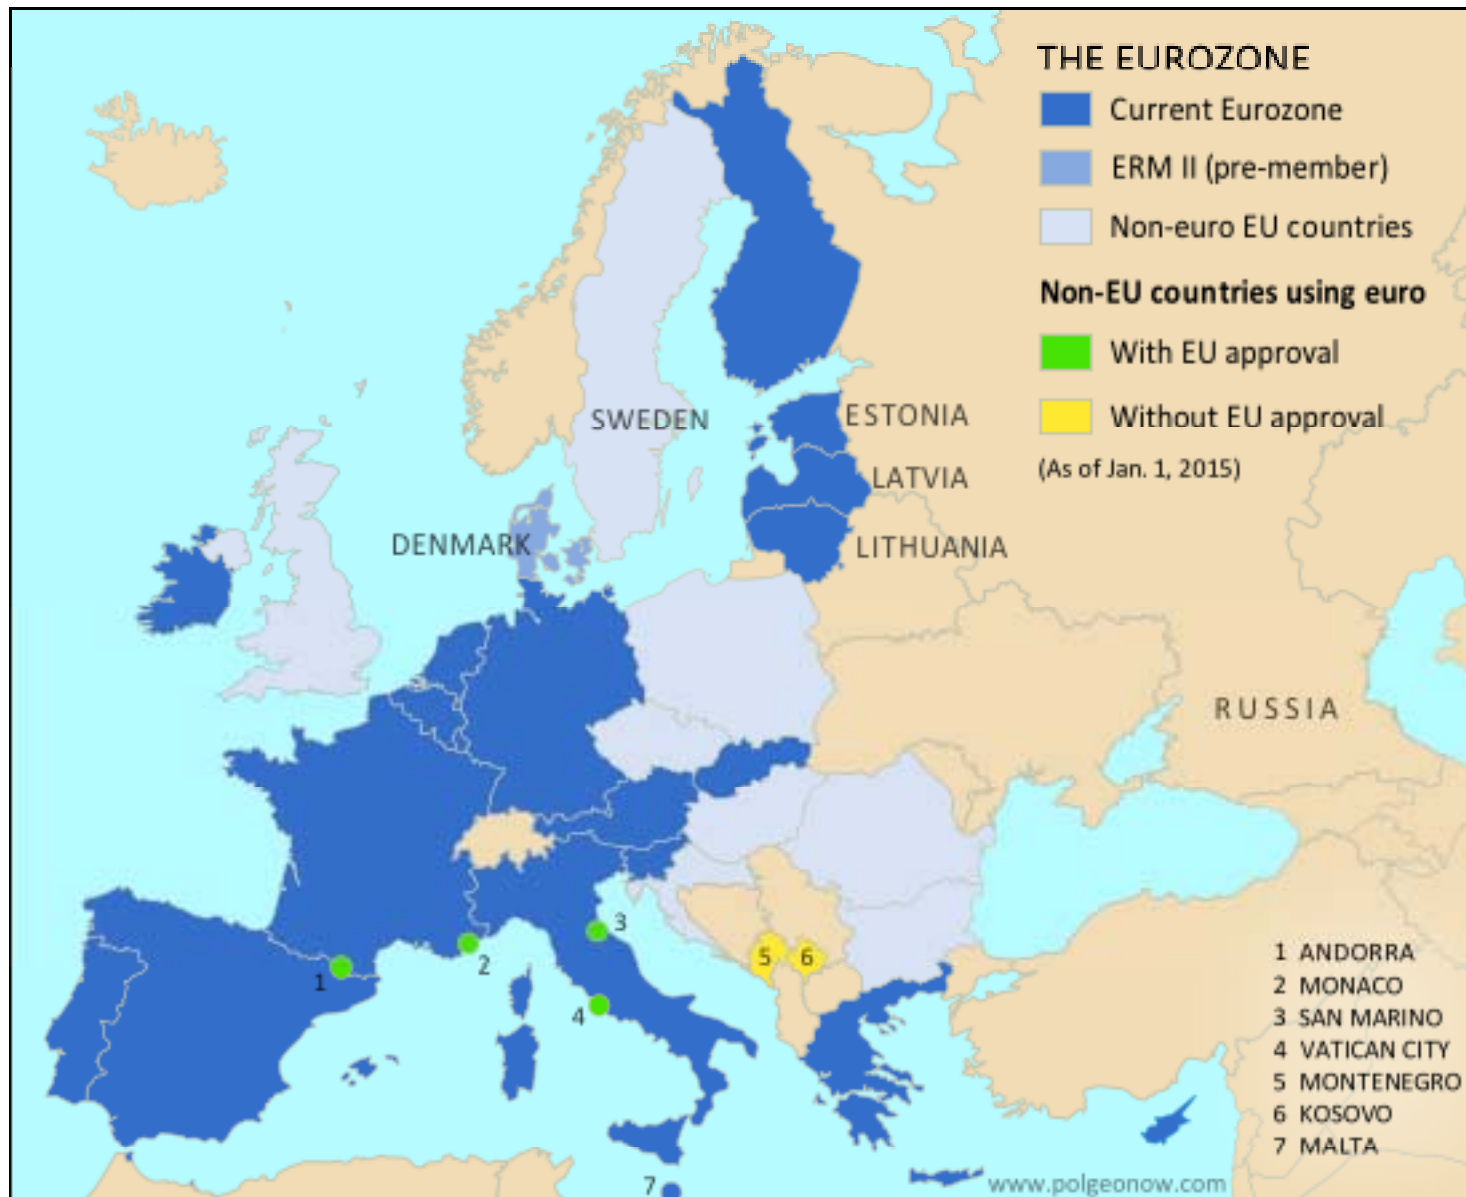 THE EUROZONE
Current Eurozone
ERM II (pre-member)
Non-euro EU countries
Non-EU countries using euro
With EU approval
Without EU approval
(As of Jan. 1, 2015)
SWEDEN
ESTONIA
LATVIA
DENMARK
LITHUANIA
RUSSIA
1
2
3
4
5
6
7
1 ANDORRA
2 MONACO
3 SAN MARINO
4 VATICAN CITY
5 MONTENEGRO
6 KOSOVO
7 MALTA
www.polgeonow.com